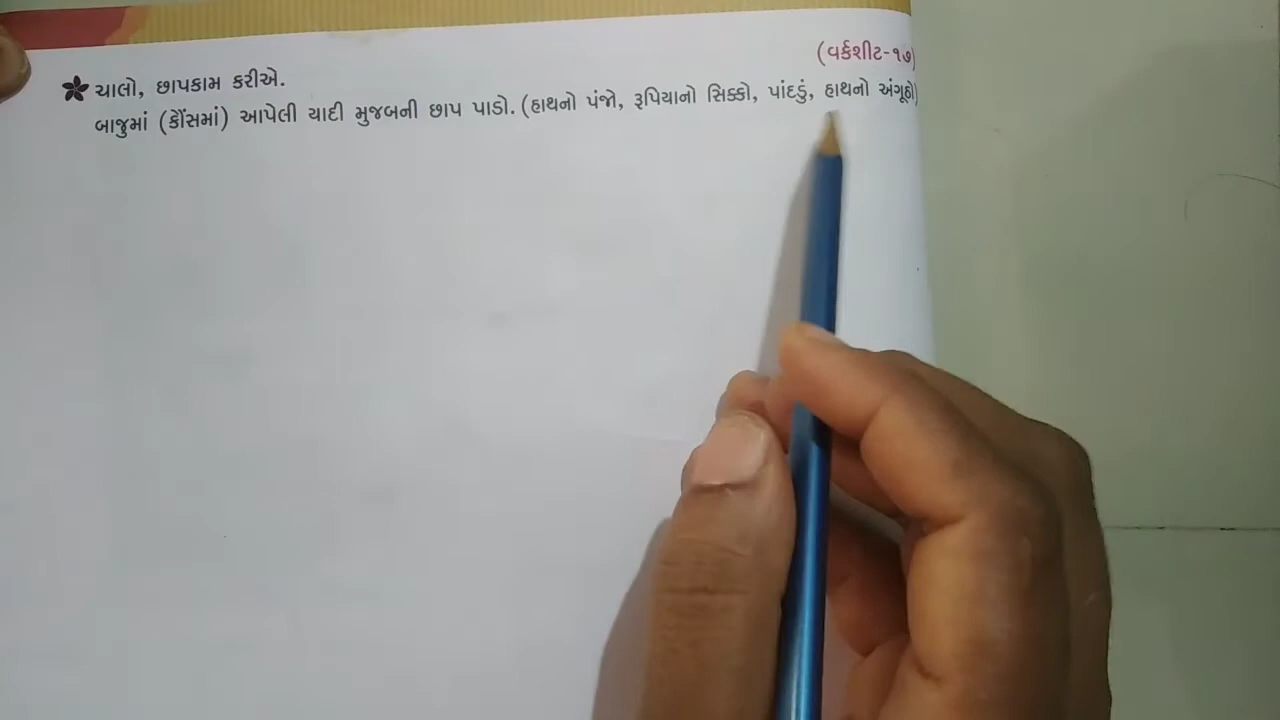 (વર્કશીટ-૧૭)
ચાલો, છાપકામ કરીએ.
બાજુમાં (કૌંસમાં) આપેલી યાદી મુજબની છાપ પાડો. (હાથનો પંજો, રૂપિયાનો સિક્કો, પાંદડું, હાથનો અંગૂઠો)